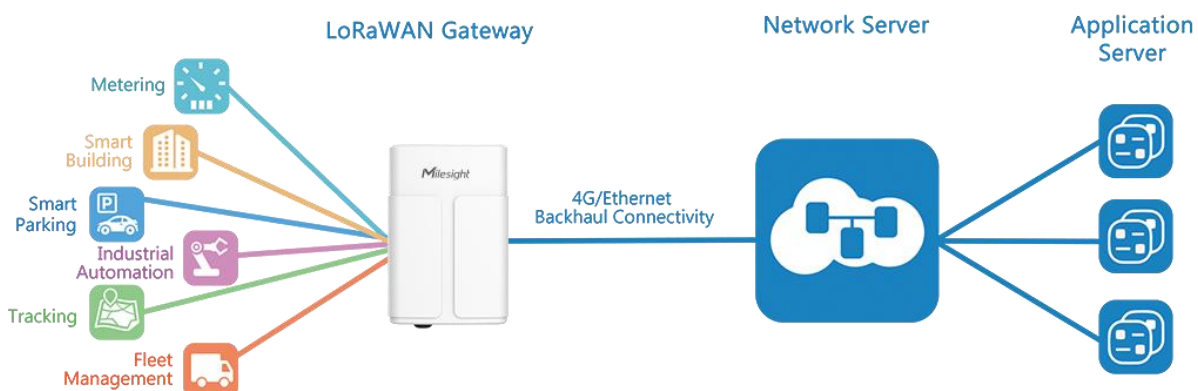 LoRaWAN Gateway
Network Server
Application
Server
Metering
Smart
Building
Smart
Parking
P
Industrial
Automation
Tracking
Fleet
Management
Milesight
4G/Ethernet
Backhaul Connectivity